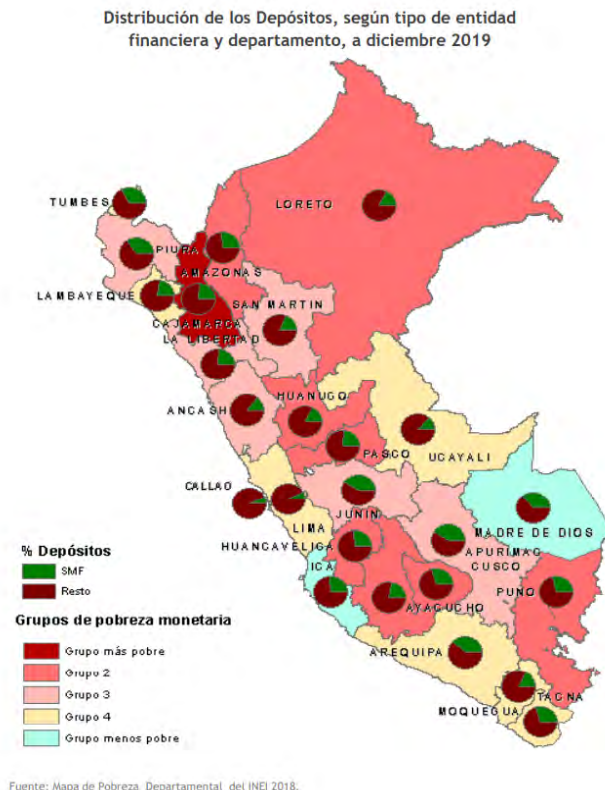 Distribución de los Depósitos, según tipo de entidad
financiera y departamento, a diciembre 2019
TUMBES
LORETO
PIURA
AMAZONAS
LAMBAYEQUE
SAN MARTIN
CAJAMARCA
LA LIBERTAD
HUANUCO
ANCASH
PASCO
UCAYALI
CALLAO
LIMA
JUNIN
MADRE DE DIOS
HUANCAVELICA
APURIMAC
CUSCO
ICA
PUNO
AYACUCHO
AREQUIPA
TACNA
MOQUEGUA
% Depósitos
SMF
Resto
Grupos de pobreza monetaria
Grupo más pobre
Grupo 2
Grupo 3
Grupo 4
Grupo menos pobre
Fuente: Mapa de Pobreza Departamental del INEI 2018.